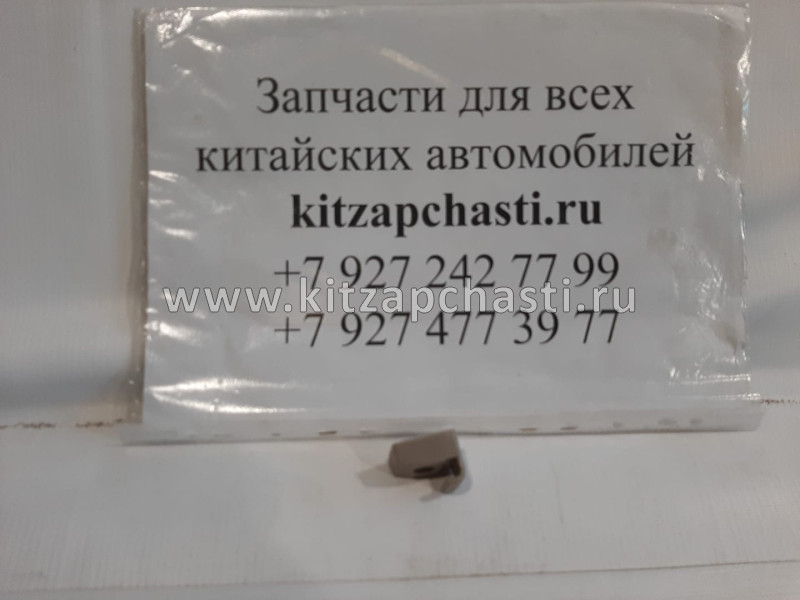 Запчасти для всех
китайских автомобилей
kitzapchasti.ru
+7 927 242 77 99
www.kitzapchasti.ru
+7 927 477 39 77